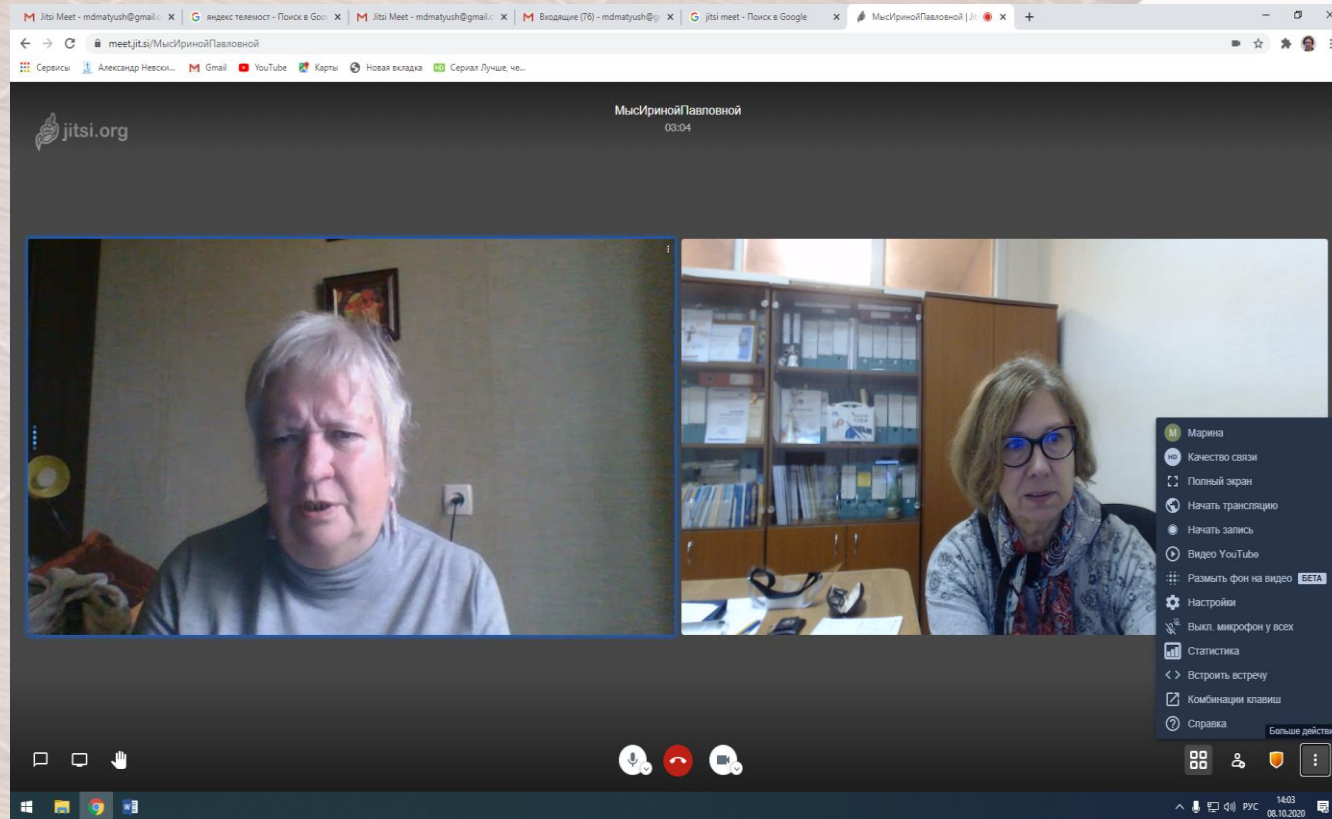 Jitsi Meet - mdmatyush@gmail.c
яндекс телемост - Поиск в Goo
Jitsi Meet - mdmatyush@gmail.c
Входящие (76) - mdmatyush@g
jitsi meet - Поиск в Google
МысИринойПавловной | Ji
meet.jit.si/МысИринойПавловной
Сервисы
Александр Невски...
Gmail
YouTube
Карты
Новая вкладка
Сериал Лучше, че...
jitsi.org
МысИринойПавловной
03:04
М Марина
HD Качество связи
Полный экран
Начать трансляцию
Начать запись
Видео YouTube
Размыть фон на видео БЕТА
Настройки
Выкл. микрофон у всех
Статистика
Встроить встречу
Комбинации клавиш
Справка
Больше действи
РУС
14:03
08.10.2020